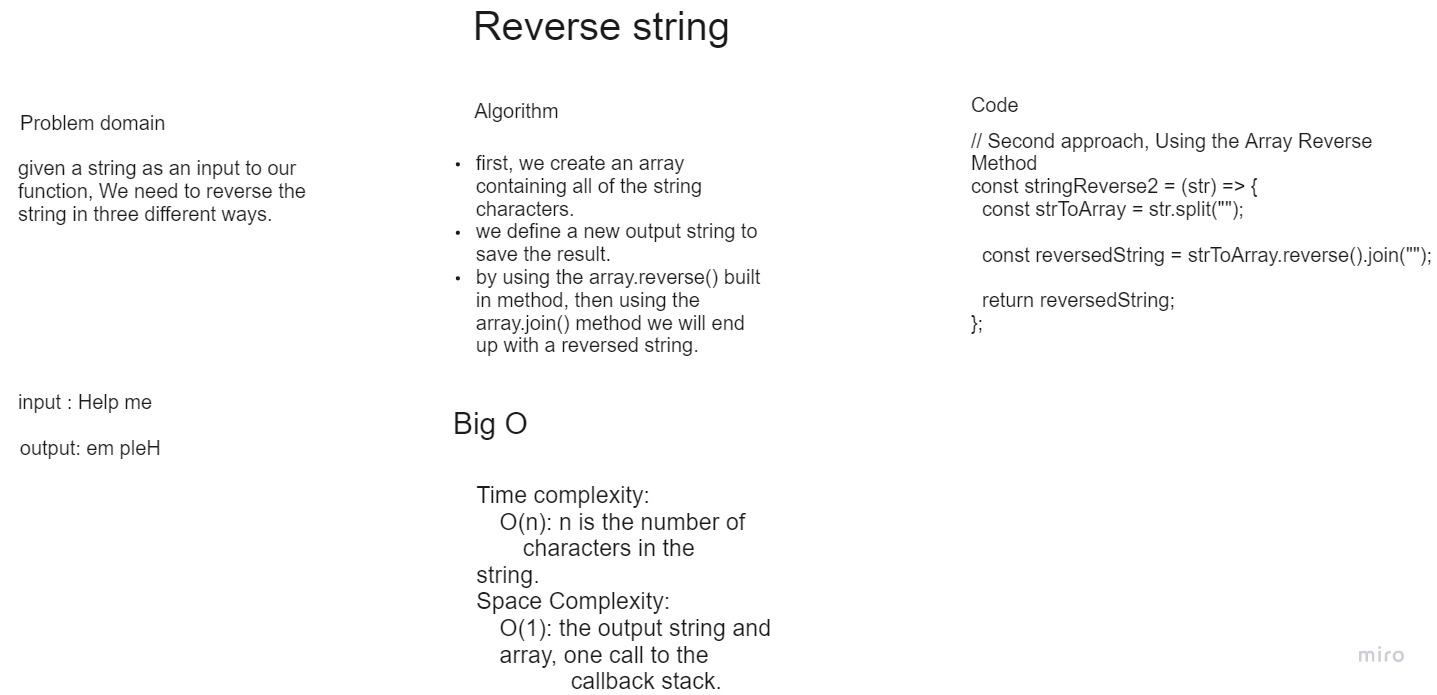 Reverse string
Problem domain
given a string as an input to our
function, We need to reverse the
string in three different ways.
input : Help me
output: em pleH
Algorithm
• first, we create an array
containing all of the string
characters.
• we define a new output string to
save the result.
• by using the array.reverse() built
in method, then using the
array.join() method we will end
up with a reversed string.
Big O
Time complexity:
O(n): n is the number of
characters in the
string.
Space Complexity:
O(1): the output string and
array, one call to the
callback stack.
Code
// Second approach, Using the Array Reverse
Method
const stringReverse2 = (str) => {
const strToArray = str.split("");
const reversedString = strToArray.reverse().join("");
return reversedString;
};
miro